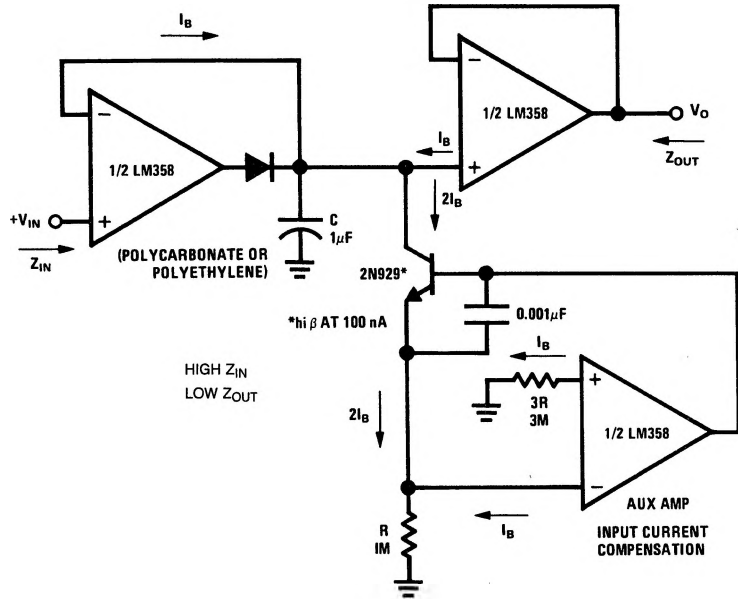 I_B
−
1/2 LM358
+V_IN
+
Z_IN
C
1μF
(POLYCARBONATE OR
POLYETHYLENE)
−
1/2 LM358
+
I_B
V_O
Z_OUT
2I_B
2N929*
*hi β AT 100 nA
0.001μF
HIGH Z_IN
LOW Z_OUT
I_B
3R
3M
+
1/2 LM358
−
2I_B
I_B
R
1M
AUX AMP
INPUT CURRENT
COMPENSATION